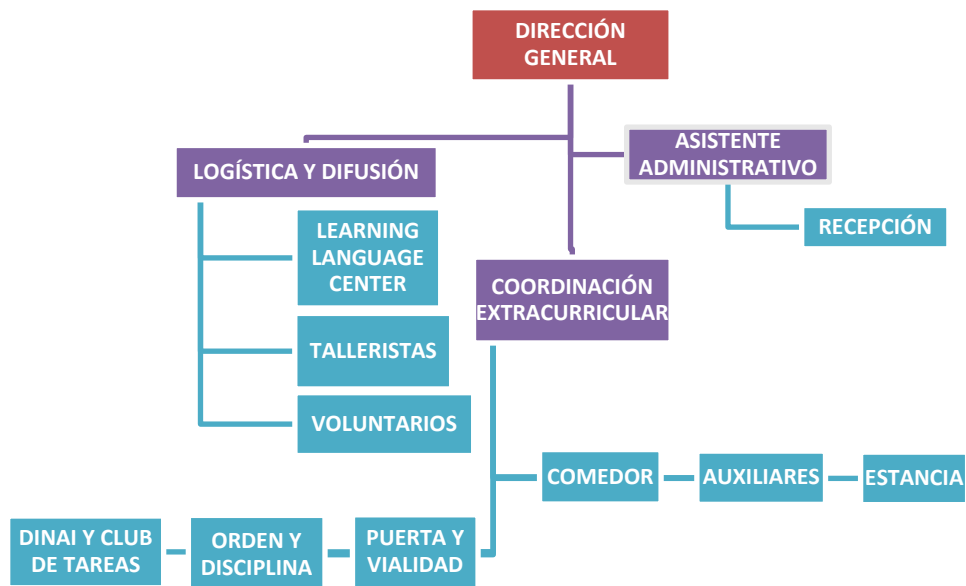 DIRECCIÓN
GENERAL
ASISTENTE
ADMINISTRATIVO
LOGÍSTICA Y DIFUSIÓN
RECEPCIÓN
LEARNING
LANGUAGE
CENTER
COORDINACIÓN
EXTRACURRICULAR
TALLERISTAS
VOLUNTARIOS
COMEDOR
AUXILIARES
ESTANCIA
DINAI Y CLUB
DE TAREAS
ORDEN Y
DISCIPLINA
PUERTA Y
VIALIDAD